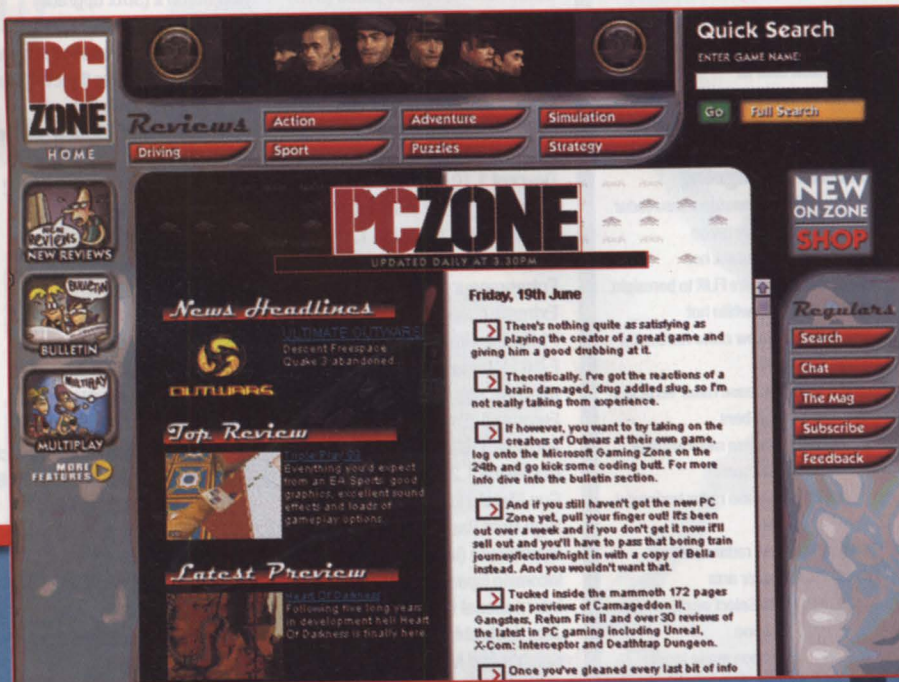 PC
ZONE
HOME
NEW REVIEWS
BULLETIN
MULTIPLAY
MORE
FEATURES
Reviews
Action
Adventure
Simulation
Driving
Sport
Puzzles
Strategy
Quick Search
ENTER GAME NAME:
Go
Full Search
PCZONE
UPDATED DAILY AT 3.30PM
NEW
ON ZONE
SHOP
Regulars
Search
Chat
The Mag
Subscribe
Feedback
News Headlines
ULTIMATE OUTWARS!
Descent Freespace
Quake 3 abandoned
OUTWARS
Top Review
Triple Play 99
Everything you'd expect
from an EA Sports: good
graphics, excellent sound
effects and loads of
gameplay options.
Latest Preview
Heart Of Darkness
Following five long years
in development hell Heart
Of Darkness is finally here
Friday, 19th June
There's nothing quite as satisfying as
playing the creator of a great game and
giving him a good drubbing at it.
Theoretically. I've got the reactions of a
brain damaged, drug addled slug, so I'm
not really talking from experience.
If however, you want to try taking on the
creators of Outwars at their own game,
log onto the Microsoft Gaming Zone on the
24th and go kick some coding butt. For more
info dive into the bulletin section.
And if you still haven't got the new PC
Zone yet, pull your finger out! It's been
out over a week and if you don't get it now it'll
sell out and you'll have to pass that boring train
journey/lecture/night in with a copy of Bella
instead. And you wouldn't want that.
Tucked inside the mammoth 172 pages
are previews of Carmageddon II,
Gangsters, Return Fire II and over 30 reviews of
the latest in PC gaming including Unreal,
X-Com: Interceptor and Deathtrap Dungeon.
Once you've gleaned every last bit of info